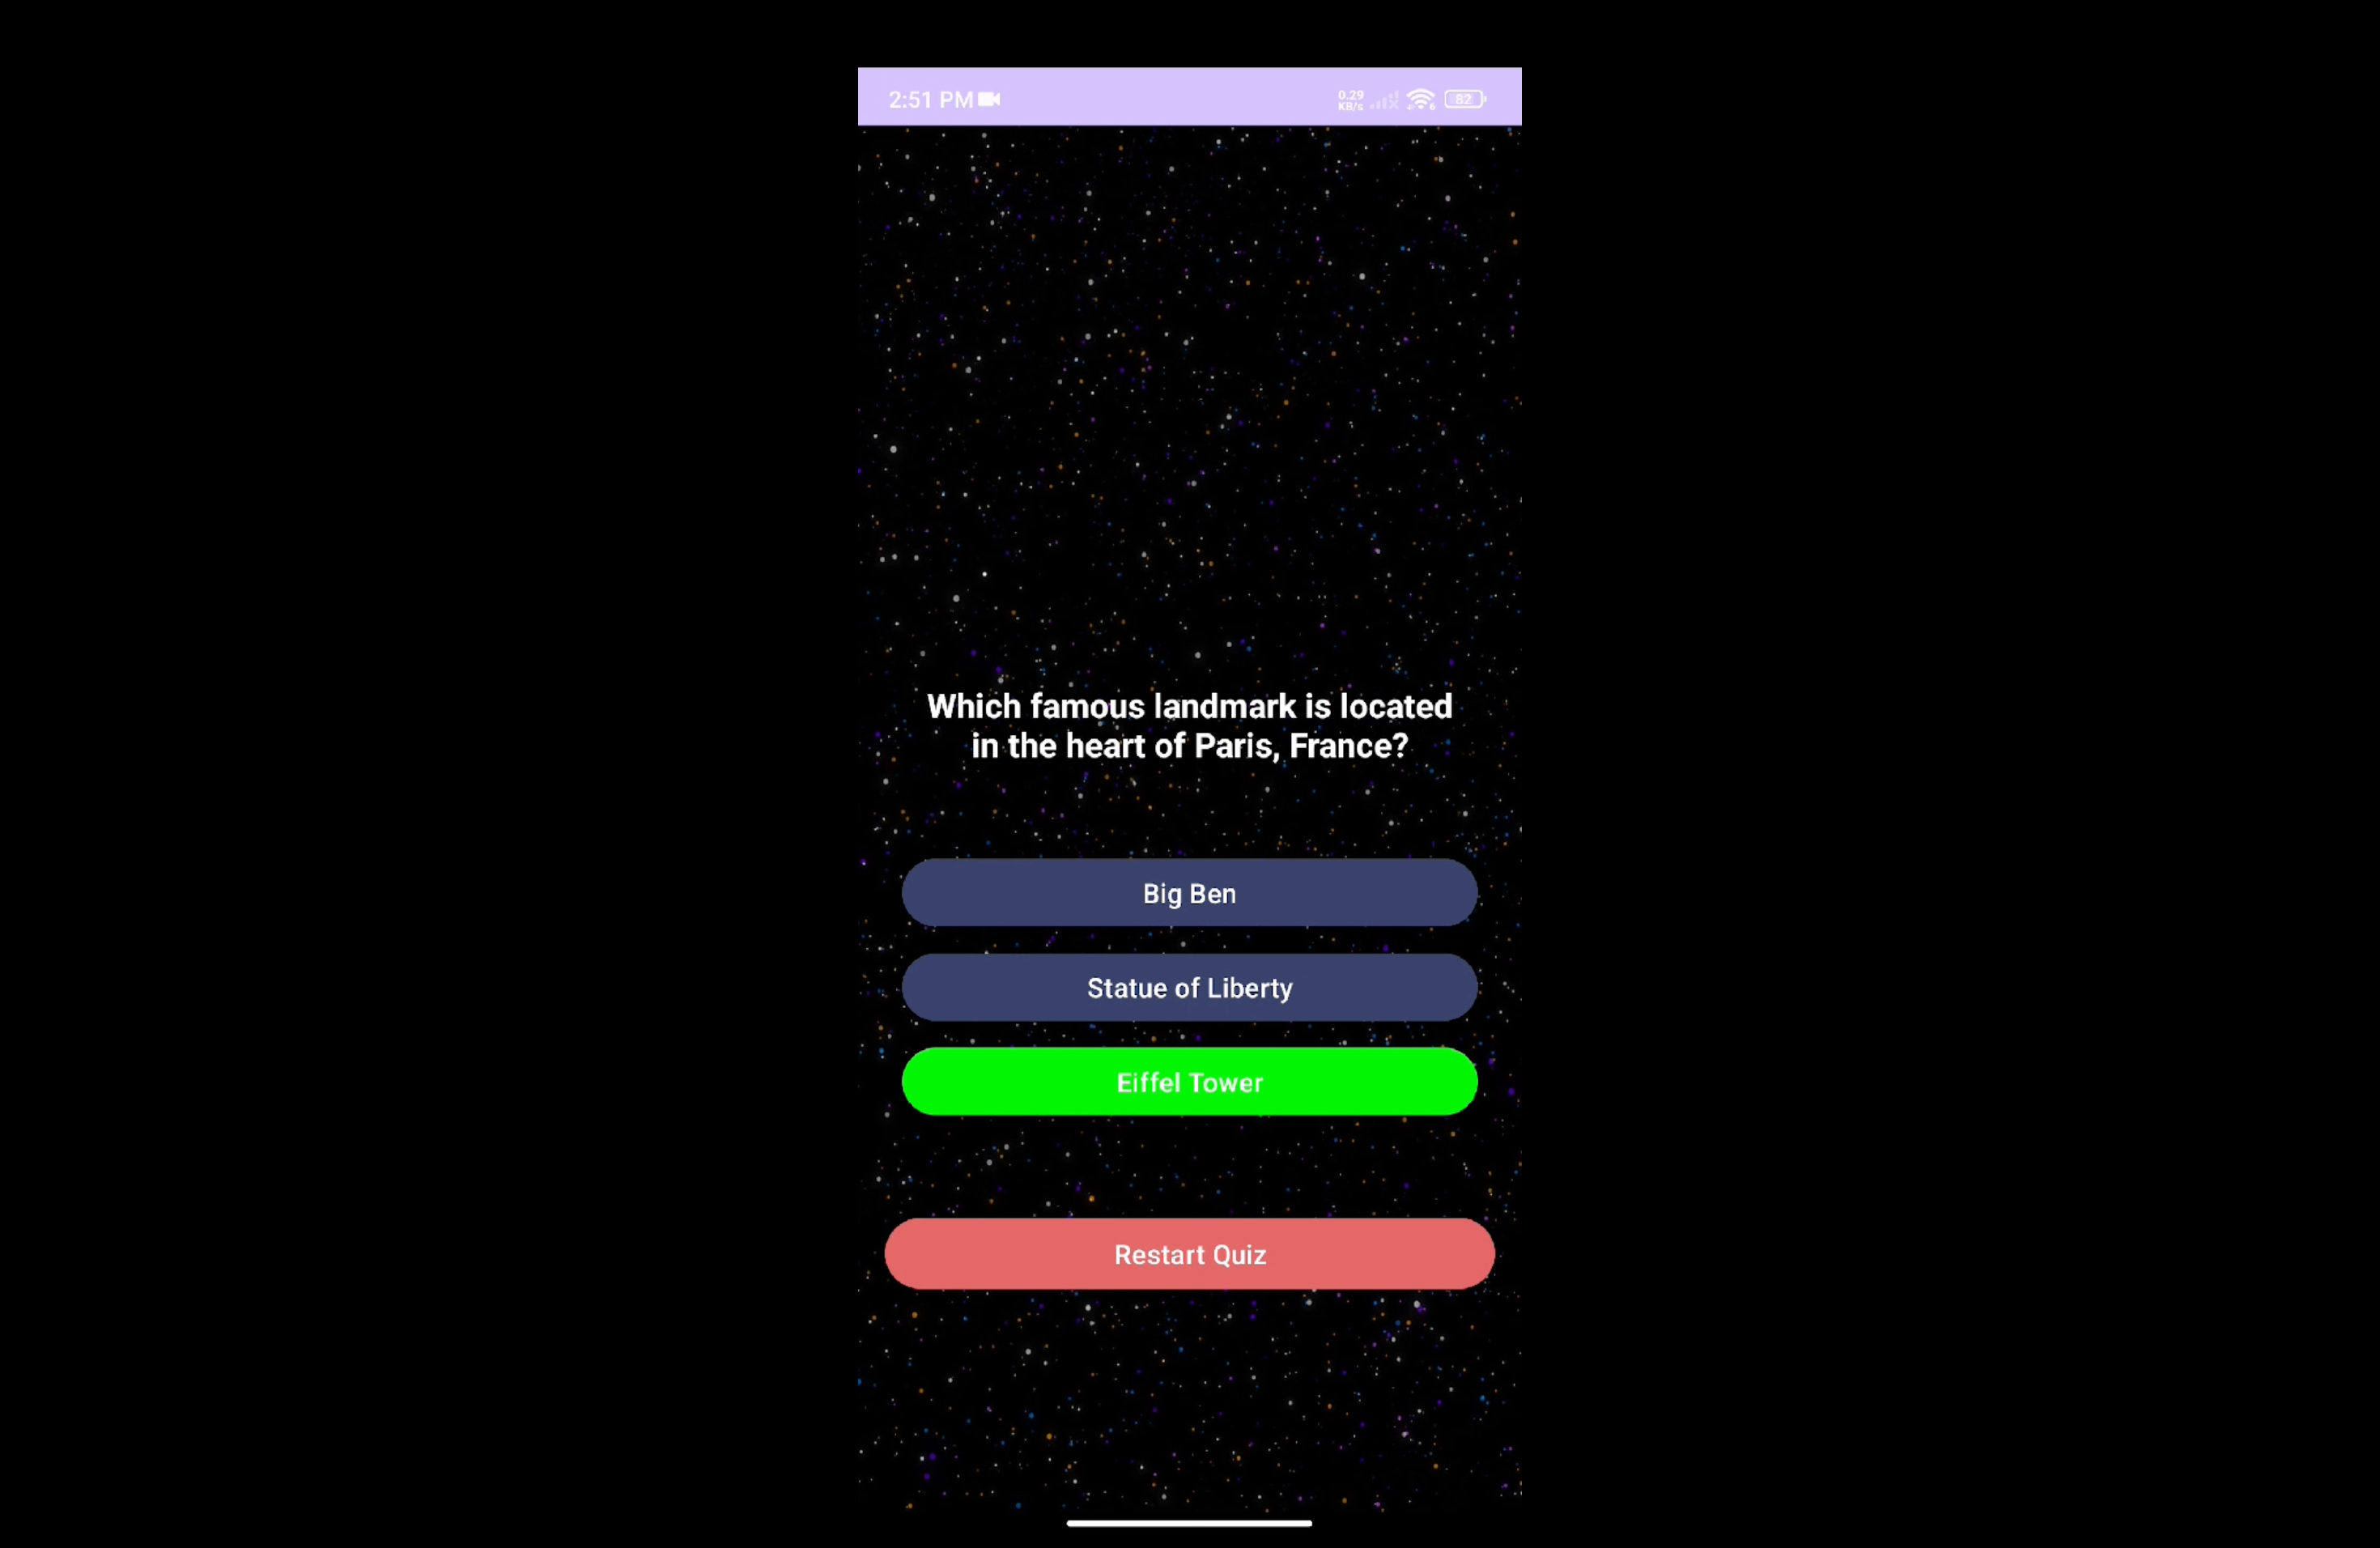 2:51 PM
0.29
KB/s
82
Which famous landmark is located
in the heart of Paris, France?
Big Ben
Statue of Liberty
Eiffel Tower
Restart Quiz